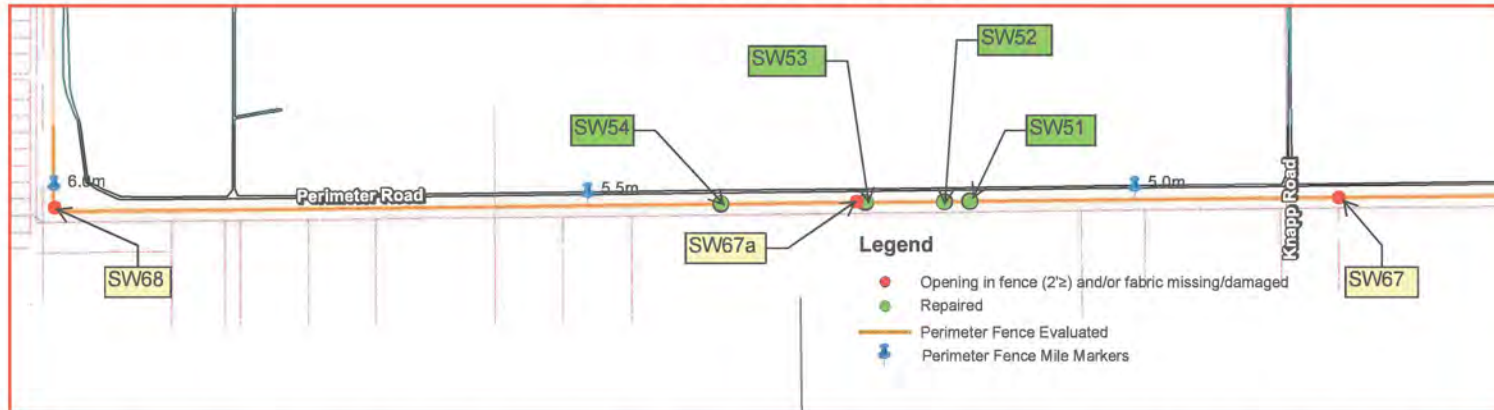 SW52
SW53
SW54
SW51
6.0m
Perimeter Road
5.5m
5.0m
Knapp Road
SW68
SW67a
SW67
Legend
Opening in fence (2'≥) and/or fabric missing/damaged
Repaired
Perimeter Fence Evaluated
Perimeter Fence Mile Markers